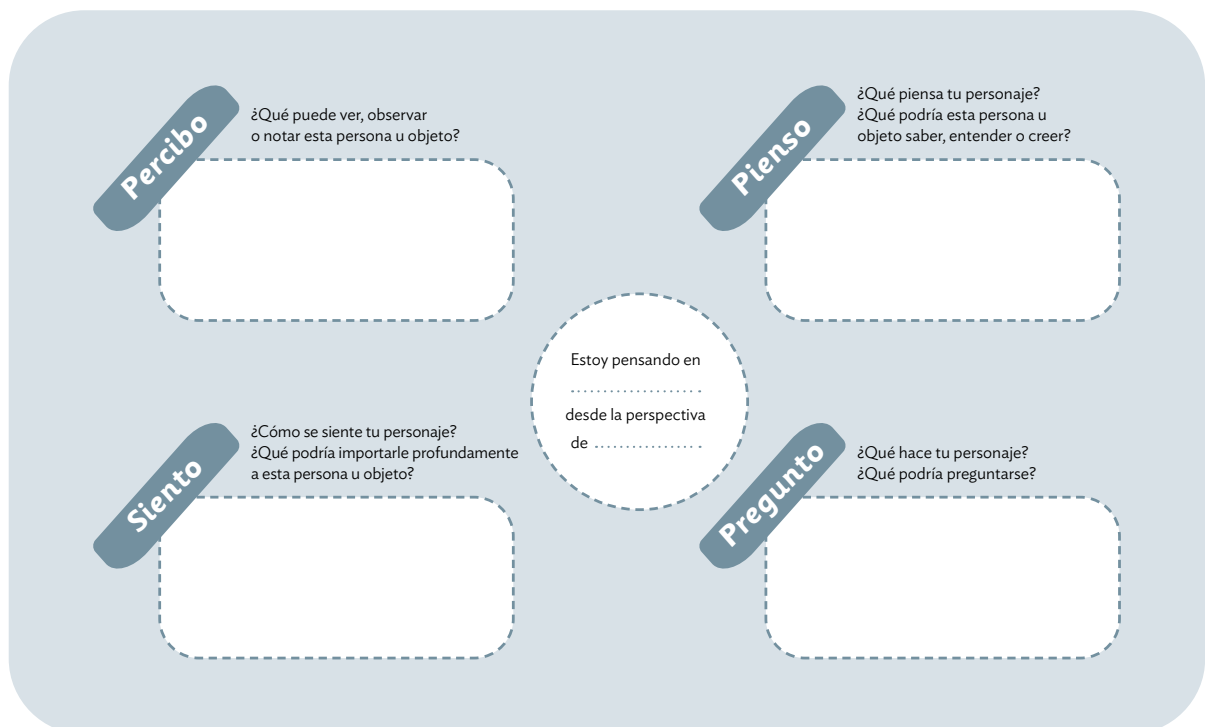 Percibo
¿Qué puede ver, observar
o notar esta persona u objeto?
Pienso
¿Qué piensa tu personaje?
¿Qué podría esta persona u
objeto saber, entender o creer?
Estoy pensando en
......................
desde la perspectiva
de ..................
Siento
¿Cómo se siente tu personaje?
¿Qué podría importarle profundamente
a esta persona u objeto?
Pregunto
¿Qué hace tu personaje?
¿Qué podría preguntarse?